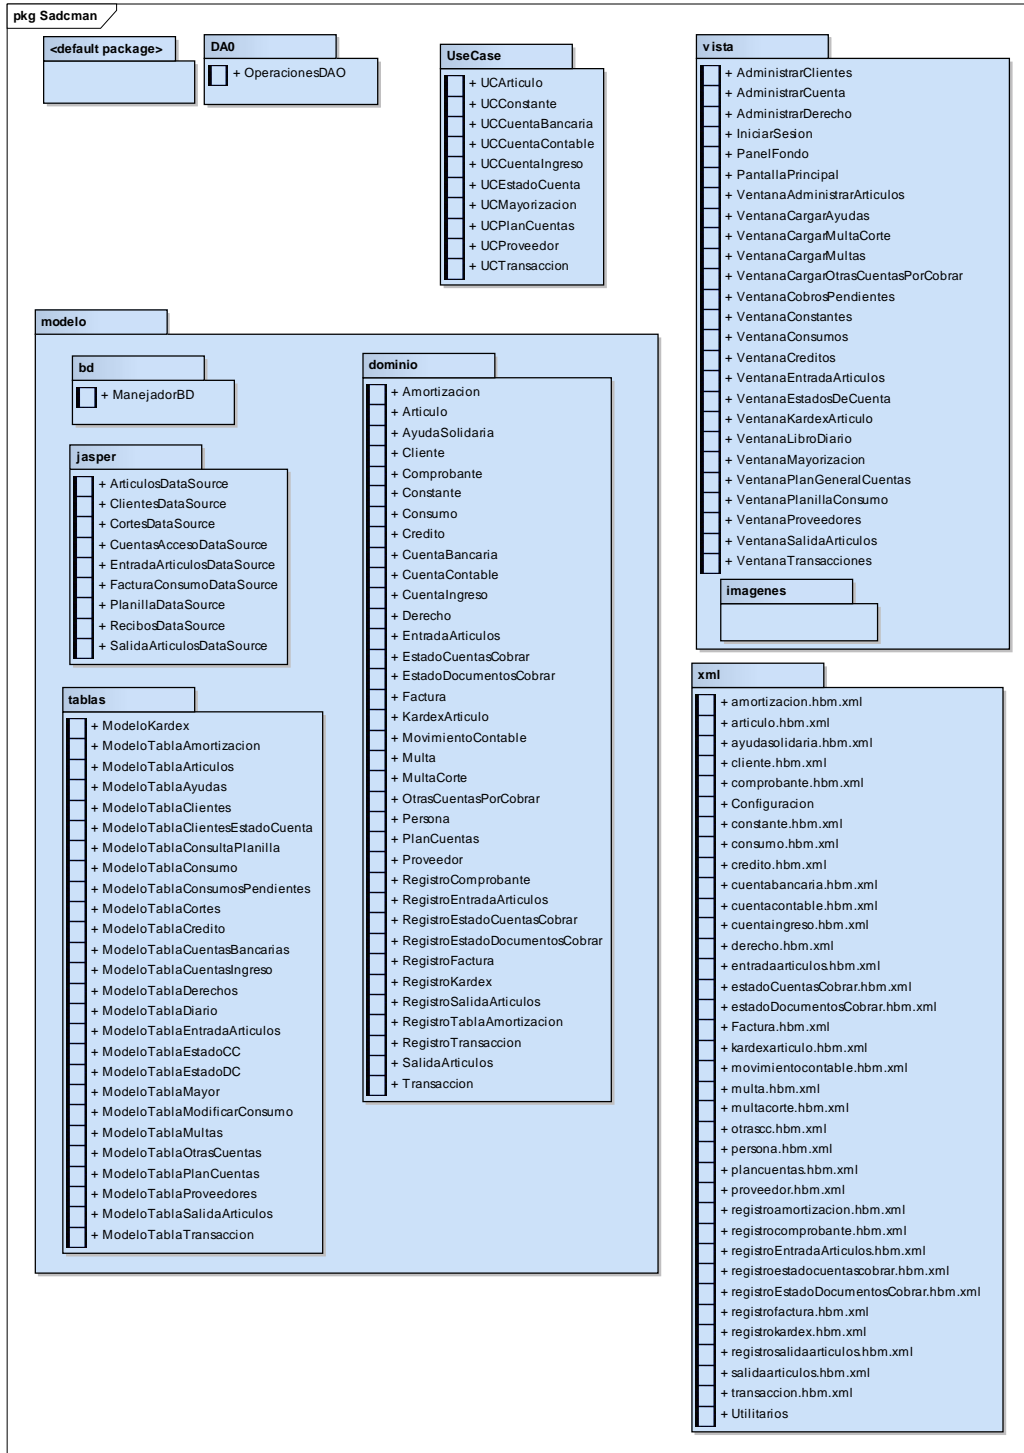 pkg Sadcman
<default package>
DA0
+ OperacionesDAO
UseCase
+ UCArticulo
+ UCConstante
+ UCCuentaBancaria
+ UCCuentaContable
+ UCCuentaIngreso
+ UCEstadoCuenta
+ UCMayorizacion
+ UCPlanCuentas
+ UCProveedor
+ UCTransaccion
vista
+ AdministrarClientes
+ AdministrarCuenta
+ AdministrarDerecho
+ IniciarSesion
+ PanelFondo
+ PantallaPrincipal
+ VentanaAdministrarArticulos
+ VentanaCargarAyudas
+ VentanaCargarMultaCorte
+ VentanaCargarMultas
+ VentanaCargarOtrasCuentasPorCobrar
+ VentanaCobrosPendientes
+ VentanaConstantes
+ VentanaConsumos
+ VentanaCreditos
+ VentanaEntradaArticulos
+ VentanaEstadosDeCuenta
+ VentanaKardexArticulo
+ VentanaLibroDiario
+ VentanaMayorizacion
+ VentanaPlanGeneralCuentas
+ VentanaPlanillaConsumo
+ VentanaProveedores
+ VentanaSalidaArticulos
+ VentanaTransacciones
imagenes
modelo
bd
+ ManejadorBD
jasper
+ ArticulosDataSource
+ ClientesDataSource
+ CortesDataSource
+ CuentasAccesoDataSource
+ EntradaArticulosDataSource
+ FacturaConsumoDataSource
+ PlanillaDataSource
+ RecibosDataSource
+ SalidaArticulosDataSource
tablas
+ ModeloKardex
+ ModeloTablaAmortizacion
+ ModeloTablaArticulos
+ ModeloTablaAyudas
+ ModeloTablaClientes
+ ModeloTablaClientesEstadoCuenta
+ ModeloTablaConsultaPlanilla
+ ModeloTablaConsumo
+ ModeloTablaConsumosPendientes
+ ModeloTablaCortes
+ ModeloTablaCredito
+ ModeloTablaCuentasBancarias
+ ModeloTablaCuentasIngreso
+ ModeloTablaDerechos
+ ModeloTablaDiario
+ ModeloTablaEntradaArticulos
+ ModeloTablaEstadoCC
+ ModeloTablaEstadoDC
+ ModeloTablaMayor
+ ModeloTablaModificarConsumo
+ ModeloTablaMultas
+ ModeloTablaOtrasCuentas
+ ModeloTablaPlanCuentas
+ ModeloTablaProveedores
+ ModeloTablaSalidaArticulos
+ ModeloTablaTransaccion
dominio
+ Amortizacion
+ Articulo
+ AyudaSolidaria
+ Cliente
+ Comprobante
+ Constante
+ Consumo
+ Credito
+ CuentaBancaria
+ CuentaContable
+ CuentaIngreso
+ Derecho
+ EntradaArticulos
+ EstadoCuentasCobrar
+ EstadoDocumentosCobrar
+ Factura
+ KardexArticulo
+ MovimientoContable
+ Multa
+ MultaCorte
+ OtrasCuentasPorCobrar
+ Persona
+ PlanCuentas
+ Proveedor
+ RegistroComprobante
+ RegistroEntradaArticulos
+ RegistroEstadoCuentasCobrar
+ RegistroEstadoDocumentosCobrar
+ RegistroFactura
+ RegistroKardex
+ RegistroSalidaArticulos
+ RegistroTablaAmortizacion
+ RegistroTransaccion
+ SalidaArticulos
+ Transaccion
xml
+ amortizacion.hbm.xml
+ articulo.hbm.xml
+ ayudasolidaria.hbm.xml
+ cliente.hbm.xml
+ comprobante.hbm.xml
+ Configuracion
+ constante.hbm.xml
+ consumo.hbm.xml
+ credito.hbm.xml
+ cuentabancaria.hbm.xml
+ cuentacontable.hbm.xml
+ cuentaingreso.hbm.xml
+ derecho.hbm.xml
+ entradaarticulos.hbm.xml
+ estadoCuentasCobrar.hbm.xml
+ estadoDocumentosCobrar.hbm.xml
+ Factura.hbm.xml
+ kardexarticulo.hbm.xml
+ movimientocontable.hbm.xml
+ multa.hbm.xml
+ multacorte.hbm.xml
+ otrascc.hbm.xml
+ persona.hbm.xml
+ plancuentas.hbm.xml
+ proveedor.hbm.xml
+ registroamortizacion.hbm.xml
+ registrocomprobante.hbm.xml
+ registroEntradaArticulos.hbm.xml
+ registroestadocuentascobrar.hbm.xml
+ registroEstadoDocumentosCobrar.hbm.xml
+ registrofactura.hbm.xml
+ registrokardex.hbm.xml
+ registrosalidaarticulos.hbm.xml
+ salidaarticulos.hbm.xml
+ transaccion.hbm.xml
+ Utilitarios